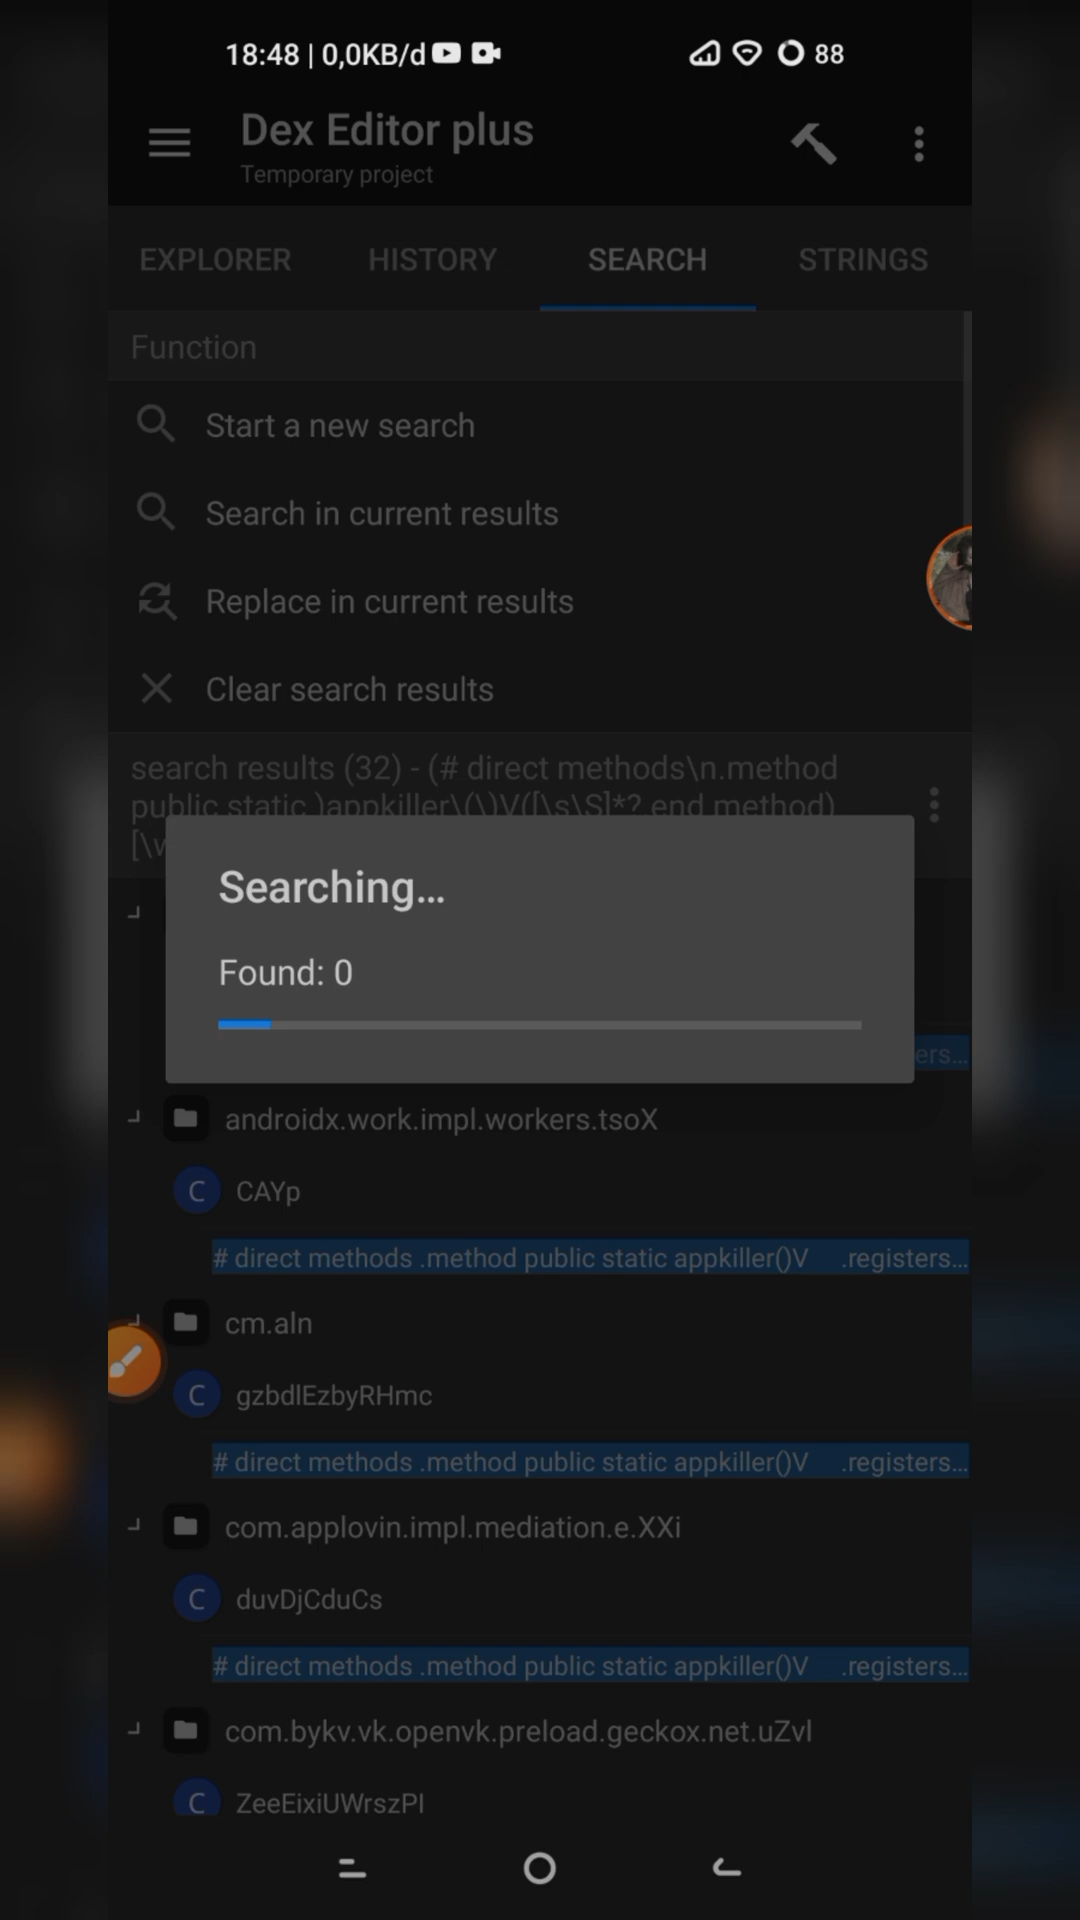 18:48 | 0,0KB/d
88
Dex Editor plus
Temporary project
EXPLORER HISTORY SEARCH STRINGS
Function
Start a new search
Search in current results
Replace in current results
Clear search results
search results (32) - (# direct methods\n.method
public static )appkiller\(\)V([\s\S]*? end method)
Searching...
Found: 0
ers...
androidx.work.impl.workers.tsoX
C CAYp
# direct methods .method public static appkiller()V .registers...
cm.aln
C gzbdlEzbyRHmc
# direct methods .method public static appkiller()V .registers...
com.applovin.impl.mediation.e.XXi
C duvDjCduCs
# direct methods .method public static appkiller()V .registers...
com.bykv.vk.openvk.preload.geckox.net.uZvl
C ZeeEixiUWrszPI